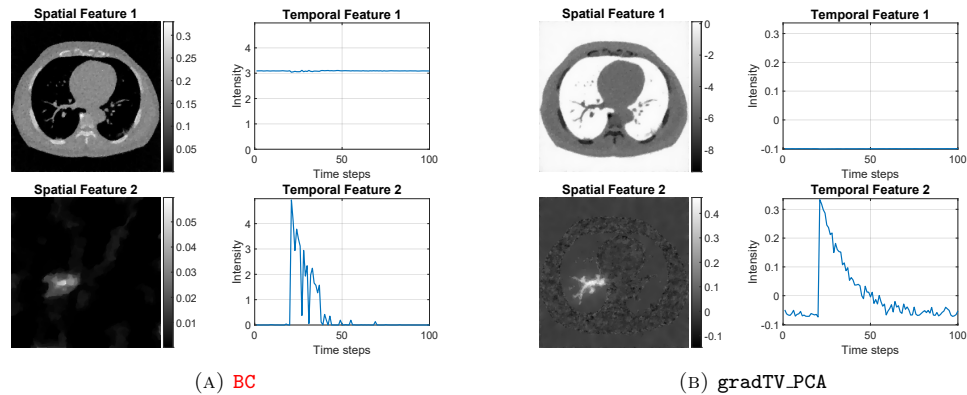 Spatial Feature 1
Temporal Feature 1
0.3
0.25
0.2
0.15
0.1
0.05
Intensity
4
3
2
1
0
0 50 100
Time steps
Spatial Feature 2
Temporal Feature 2
0.05
0.04
0.03
0.02
0.01
Intensity
5
4
3
2
1
0
0 50 100
Time steps
(A) BC
Spatial Feature 1
Temporal Feature 1
0
-2
-4
-6
-8
Intensity
0.3
0.2
0.1
0
-0.1
0 50 100
Time steps
Spatial Feature 2
Temporal Feature 2
0.4
0.3
0.2
0.1
0
-0.1
Intensity
0.3
0.2
0.1
0
-0.1
0 50 100
Time steps
(B) gradTV_PCA